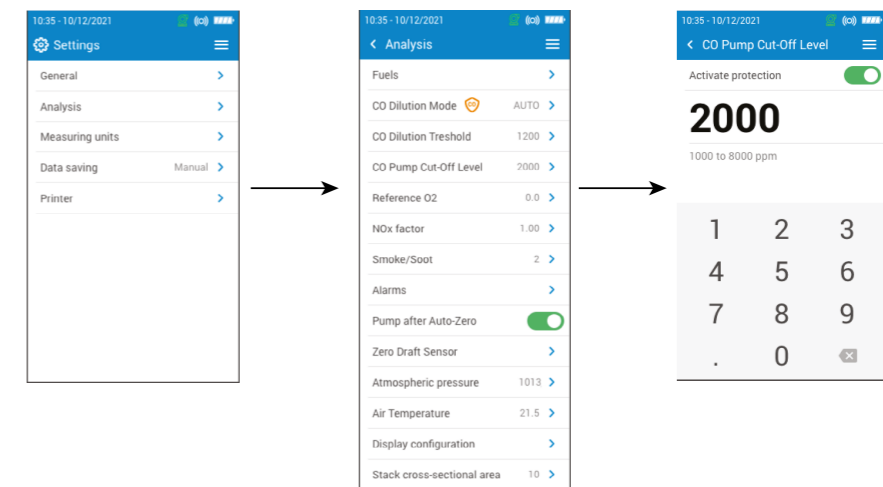 10:35 - 10/12/2021
Settings
General
Analysis
Measuring units
Data saving Manual
Printer
10:35 - 10/12/2021
Analysis
Fuels
CO Dilution Mode CO AUTO
CO Dilution Treshold 1200
CO Pump Cut-Off Level 2000
Reference O2 0.0
NOx factor 1.00
Smoke/Soot 2
Alarms
Pump after Auto-Zero
Zero Draft Sensor
Atmospheric pressure 1013
Air Temperature 21.5
Display configuration
Stack cross-sectional area 10
10:35 - 10/12/2021
CO Pump Cut-Off Level
Activate protection
2000
1000 to 8000 ppm
1 2 3
4 5 6
7 8 9
. 0